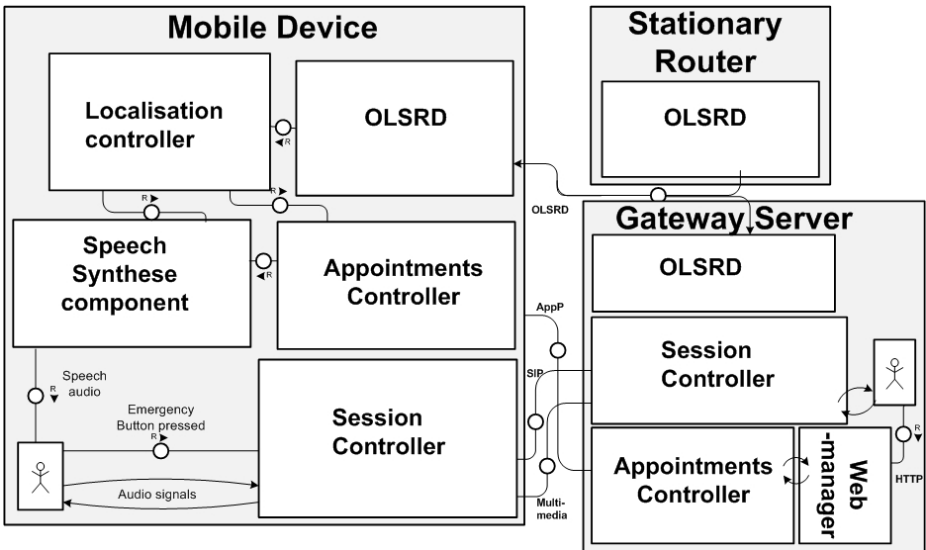 Mobile Device
Localisation
controller
OLSRD
R
R
R
Speech
Synthese
component
Appointments
Controller
R
Speech
audio
R
Emergency
Button pressed
R
Session
Controller
Audio signals
OLSRD
AppP
SIP
Multi-
media
Stationary
Router
OLSRD
Gateway Server
OLSRD
Session
Controller
Appointments
Controller
Web
-manager
R
HTTP